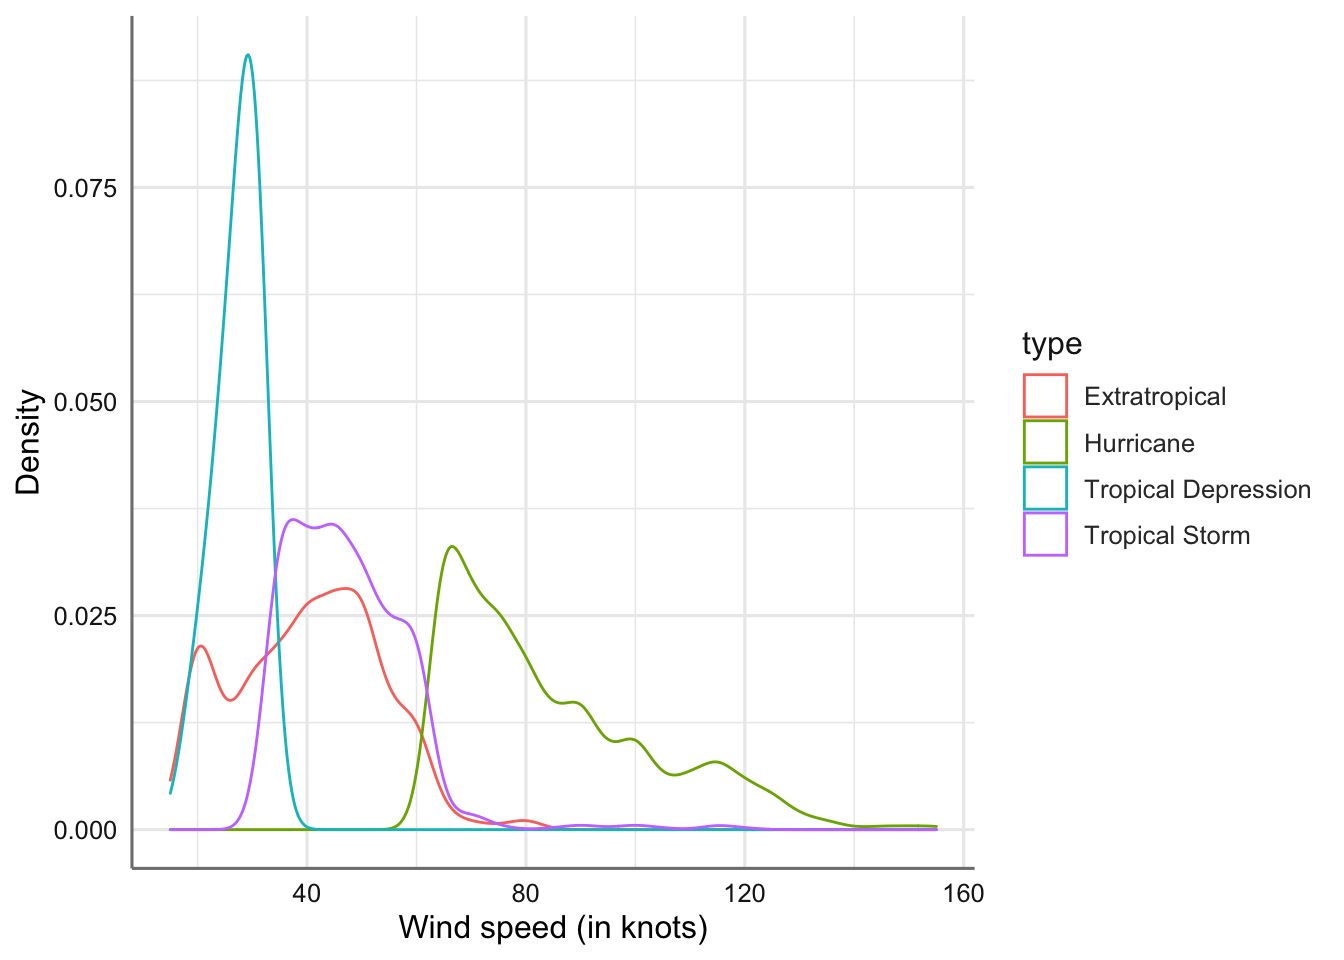 0.075
0.050
0.025
0.000
Density
40
80
120
160
Wind speed (in knots)
type
Extratropical
Hurricane
Tropical Depression
Tropical Storm